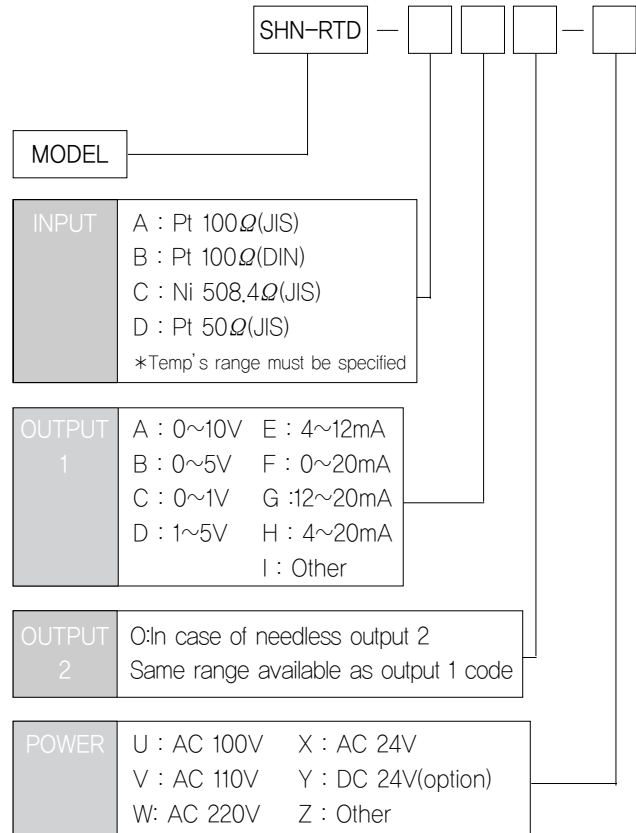 SHN-RTD — —
MODEL
INPUT
A : Pt 100Ω(JIS)
B : Pt 100Ω(DIN)
C : Ni 508.4Ω(JIS)
D : Pt 50Ω(JIS)
*Temp's range must be specified
OUTPUT
1
A : 0~10V E : 4~12mA
B : 0~5V F : 0~20mA
C : 0~1V G :12~20mA
D : 1~5V H : 4~20mA
I : Other
OUTPUT
2
O:In case of needless output 2
Same range available as output 1 code
POWER
U : AC 100V X : AC 24V
V : AC 110V Y : DC 24V(option)
W: AC 220V Z : Other